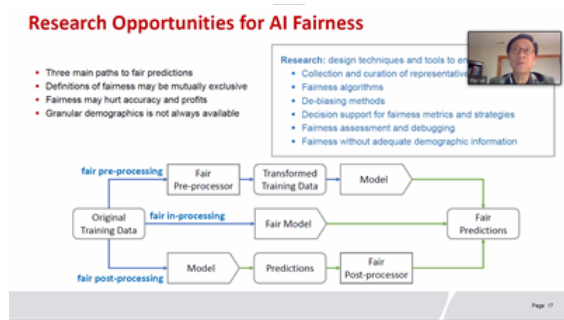 Research Opportunities for AI Fairness
Three main paths to fair predictions
Definitions of fairness may be mutually exclusive
Fairness may hurt accuracy and profits
Granular demographics is not always available
Research: design techniques and tools to
Collection and curation of representative
Fairness algorithms
De-biasing methods
Decision support for fairness metrics and strategies
Fairness assessment and debugging
Fairness without adequate demographic information
fair pre-processing
Fair
Pre-processor
Transformed
Training Data
Model
Original
Training Data
fair in-processing
Fair Model
Fair
Predictions
fair post-processing
Model
Predictions
Fair
Post-processor
Page 17